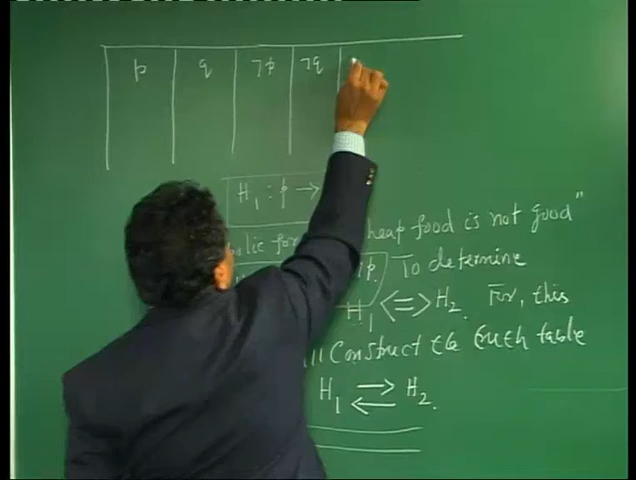 p q ¬p ¬q
H₁ : p →
heap food is not good"
p. To determine
H₁ <=> H₂. For, this
Construct the truth table
H₁ ⇄ H₂.